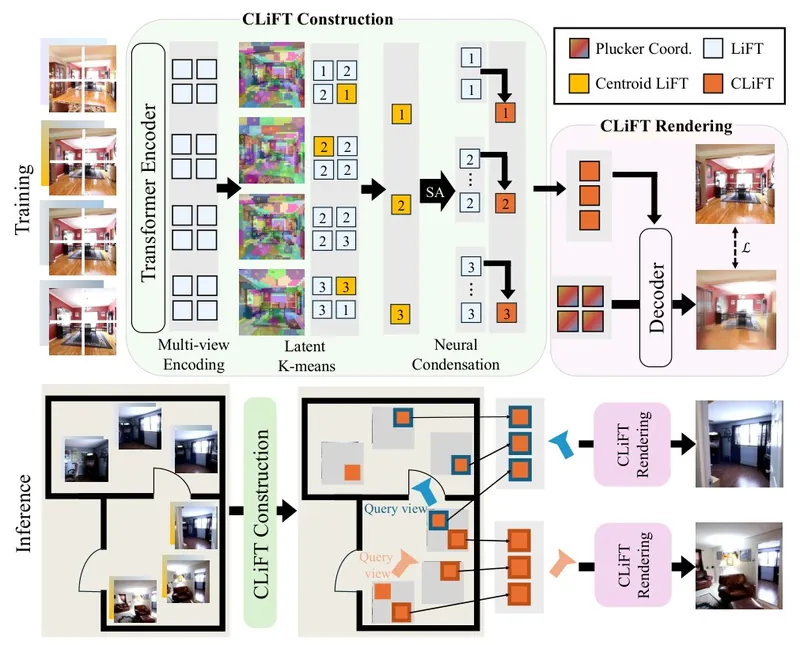 CLiFT Construction
Plucker Coord.
LiFT
Centroid LiFT
CLiFT
CLiFT Rendering
Training
Transformer Encoder
1 2
2 1
2 2
2 2
2 2
2 3
3 3
3 1
1
2
3
SA
1
1
1
2
2
2
3
3
3
Decoder
ℒ
Multi-view
Encoding
Latent
K-means
Neural
Condensation
Inference
CLiFT Construction
Query view
Query
view
CLiFT
Rendering
CLiFT
Rendering